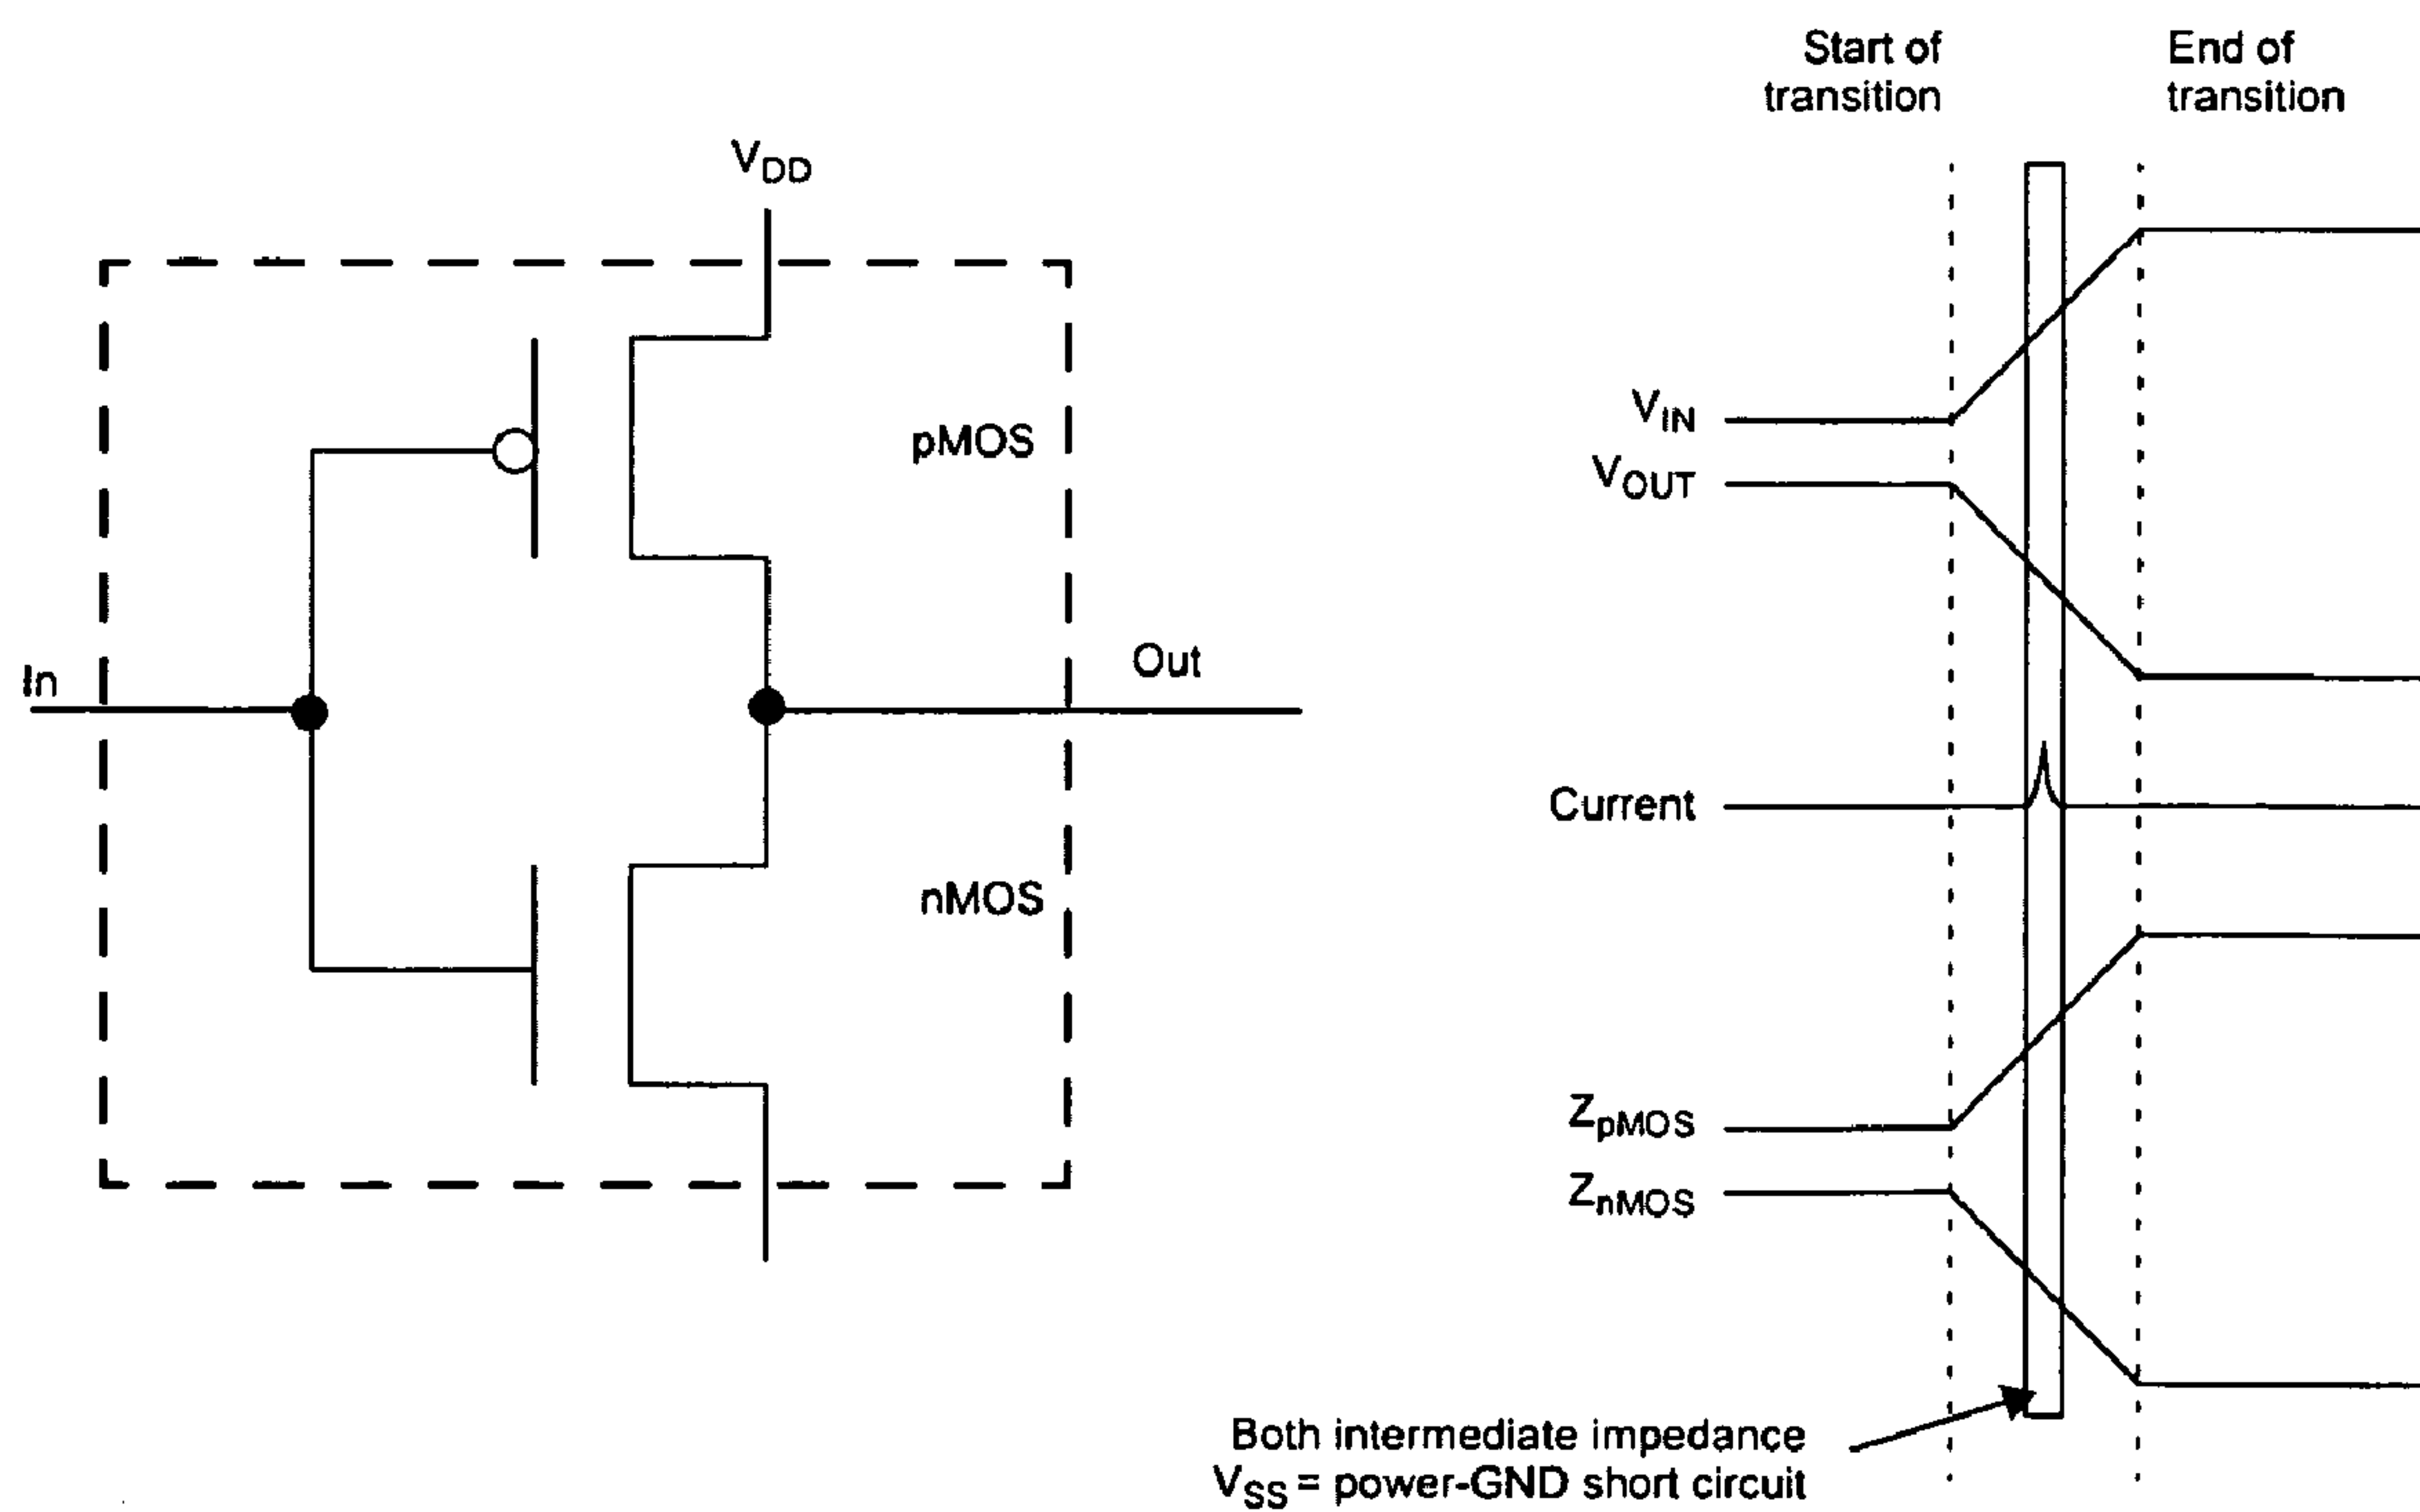 Start of
transition
End of
transition
VDD
pMOS
In
Out
nMOS
VIN
VOUT
Current
ZpMOS
ZnMOS
Both intermediate impedance
VSS = power-GND short circuit